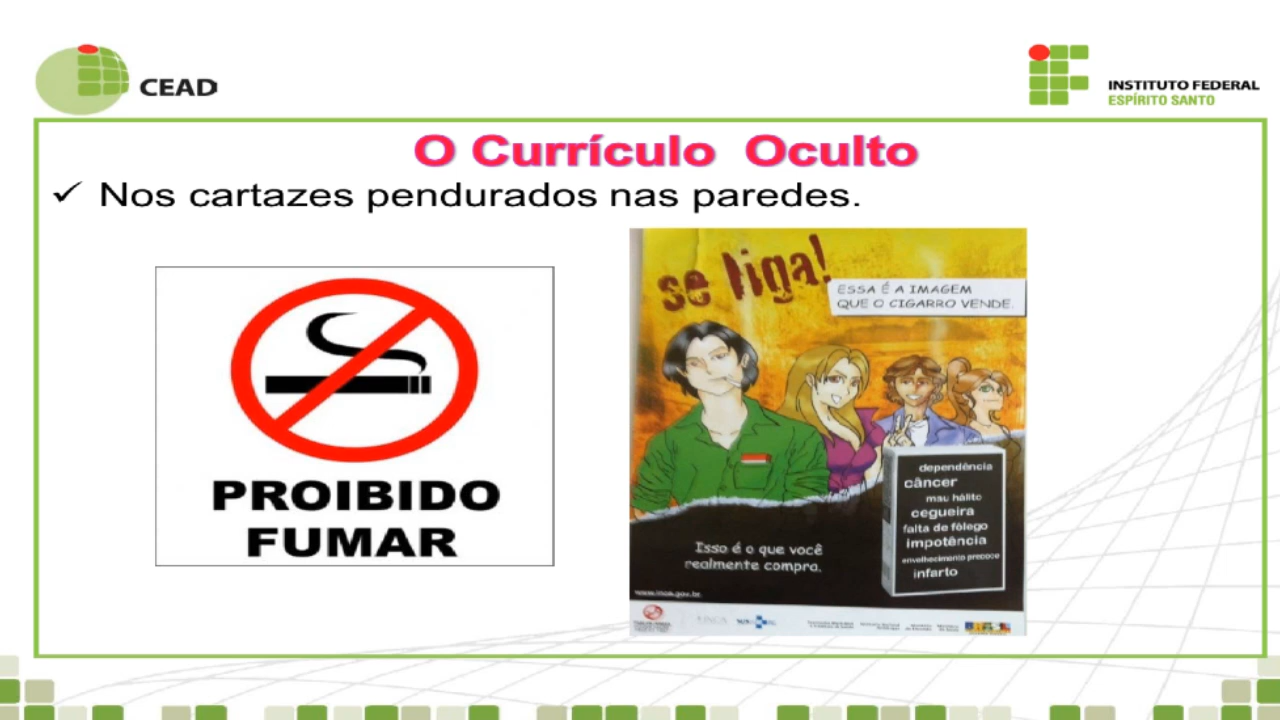 CEAD
INSTITUTO FEDERAL
ESPÍRITO SANTO
O Currículo Oculto
✓ Nos cartazes pendurados nas paredes.
PROIBIDO
FUMAR
se liga!
ESSA É A IMAGEM
QUE O CIGARRO VENDE.
dependência
câncer
mau hálito
cegueira
falta de fôlego
impotência
envelhecimento precoce
infarto
Isso é o que você
realmente compra.
www.inca.gov.br
INCA
SUS